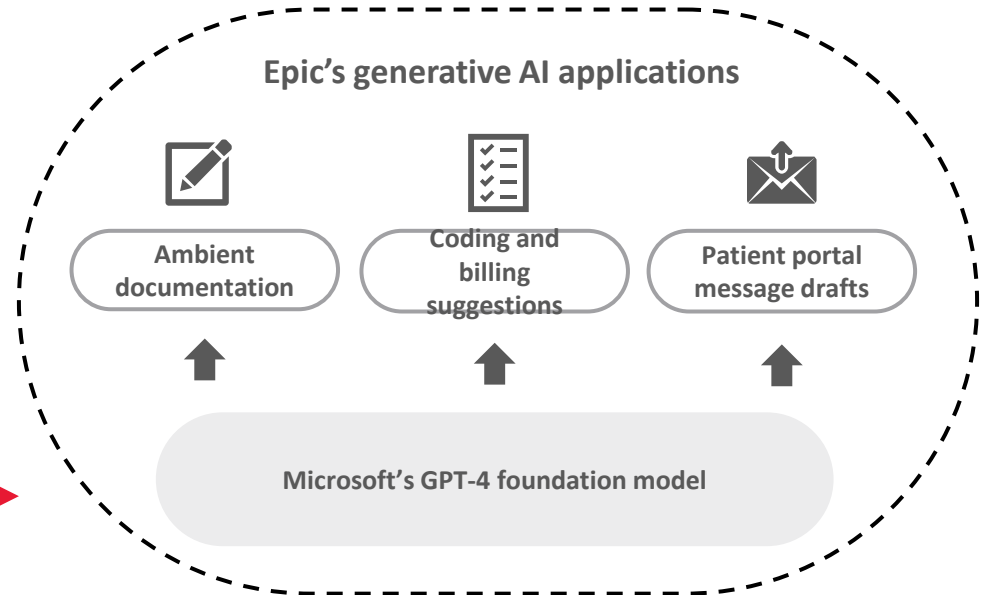 Epic’s generative AI applications
Ambient
documentation
Coding and
billing
suggestions
Patient portal
message drafts
Microsoft’s GPT-4 foundation model